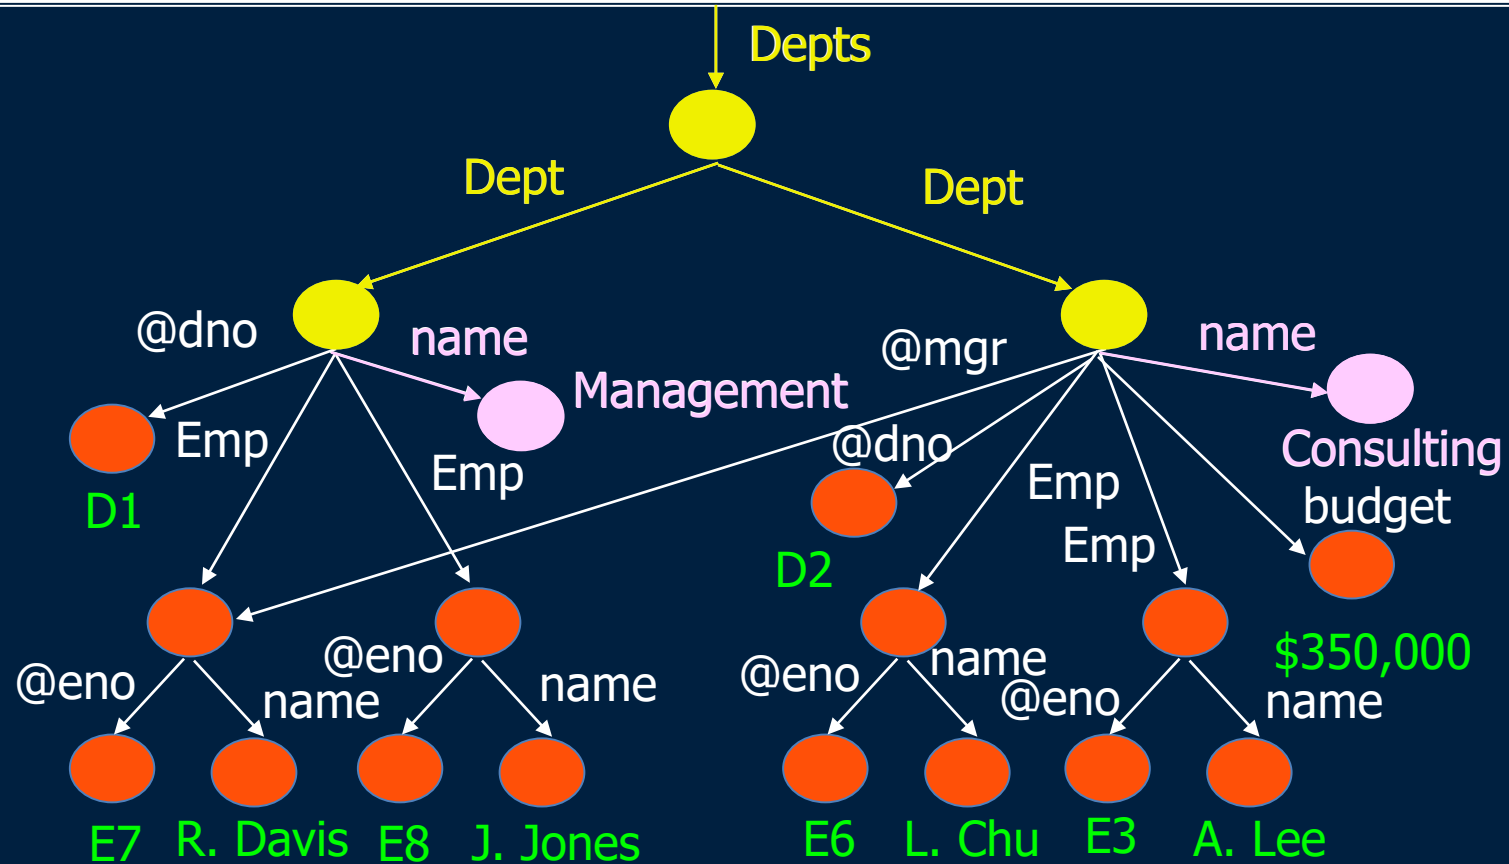 Depts
Dept
Dept
@dno
name
@mgr
name
Management
Emp
@dno
Consulting
Emp
Emp
budget
D1
Emp
D2
@eno
name
@eno
name
@eno
name
@eno
name
$350,000
E7
R. Davis
E8
J. Jones
E6
L. Chu
E3
A. Lee